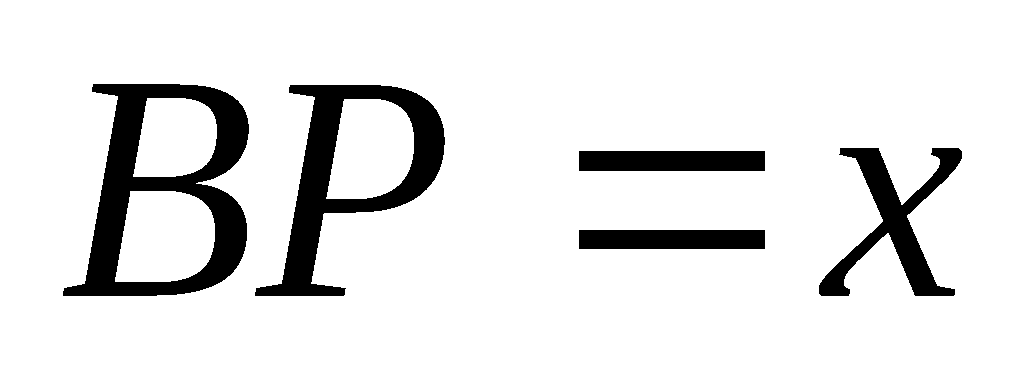 BP = x